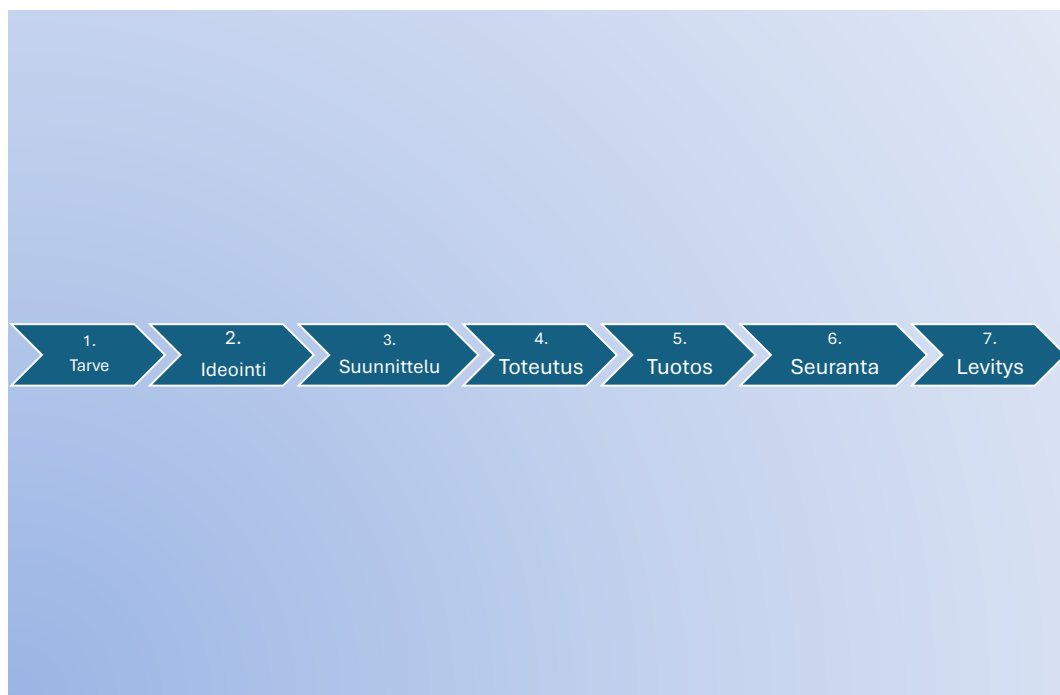 1.
Tarve
2.
Ideointi
3.
Suunnittelu
4.
Toteutus
5.
Tuotos
6.
Seuranta
7.
Levitys